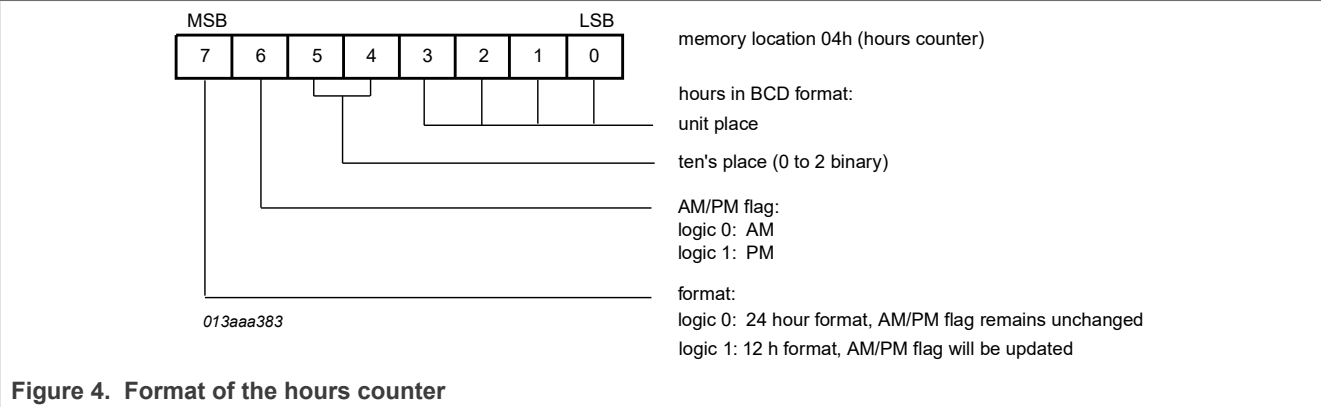 MSB LSB
7 6 5 4 3 2 1 0
memory location 04h (hours counter)
hours in BCD format:
unit place
ten's place (0 to 2 binary)
AM/PM flag:
logic 0: AM
logic 1: PM
format:
logic 0: 24 hour format, AM/PM flag remains unchanged
logic 1: 12 h format, AM/PM flag will be updated
013aaa383
Figure 4. Format of the hours counter